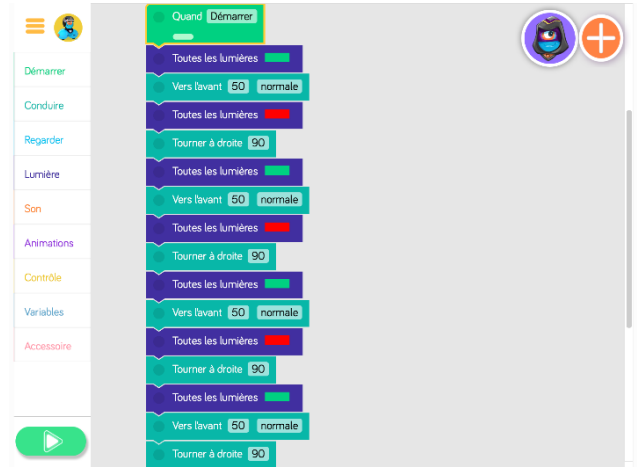 Démarrer
Conduire
Regarder
Lumière
Son
Animations
Contrôle
Variables
Accessoire
Quand Démarrer
Toutes les lumières
Vers l'avant 50 normale
Toutes les lumières
Tourner à droite 90
Toutes les lumières
Vers l'avant 50 normale
Toutes les lumières
Tourner à droite 90
Toutes les lumières
Vers l'avant 50 normale
Toutes les lumières
Tourner à droite 90
Toutes les lumières
Vers l'avant 50 normale
Tourner à droite 90